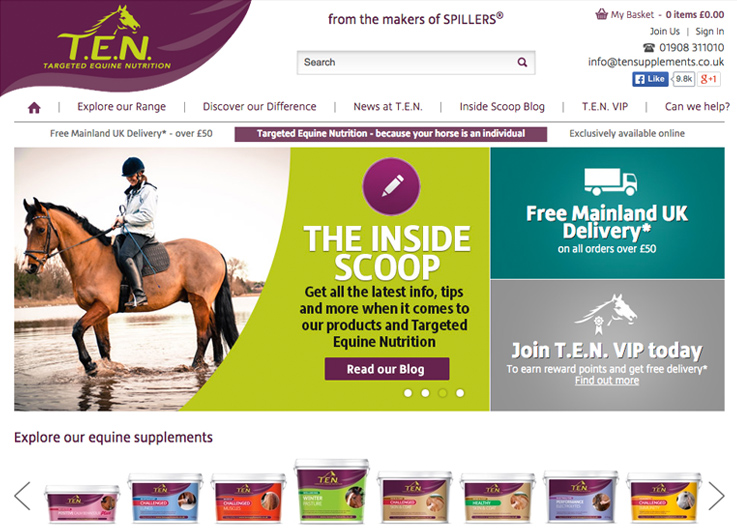 T.E.N.
TARGETED EQUINE NUTRITION
from the makers of SPILLERS®
My Basket - 0 items £0.00
Join Us | Sign In
01908 311010
info@tensupplements.co.uk
Search
Like 9.8k g+1
Explore our Range | Discover our Difference | News at T.E.N. | Inside Scoop Blog | T.E.N. VIP | Can we help?
Free Mainland UK Delivery* - over £50
Targeted Equine Nutrition - because your horse is an individual
Exclusively available online
THE INSIDE
SCOOP
Get all the latest info, tips
and more when it comes to
our products and Targeted
Equine Nutrition
Read our Blog
Free Mainland UK
Delivery*
on all orders over £50
Join T.E.N. VIP today
To earn reward points and get free delivery*
Find out more
Explore our equine supplements
T.E.N. T.E.N. T.E.N. T.E.N. T.E.N. T.E.N. T.E.N. T.E.N.
CHALLENGED
CHALLENGED
MUSCLES
WINTER
CHALLENGED
HEALTHY
PERFORMANCE
CHALLENGED